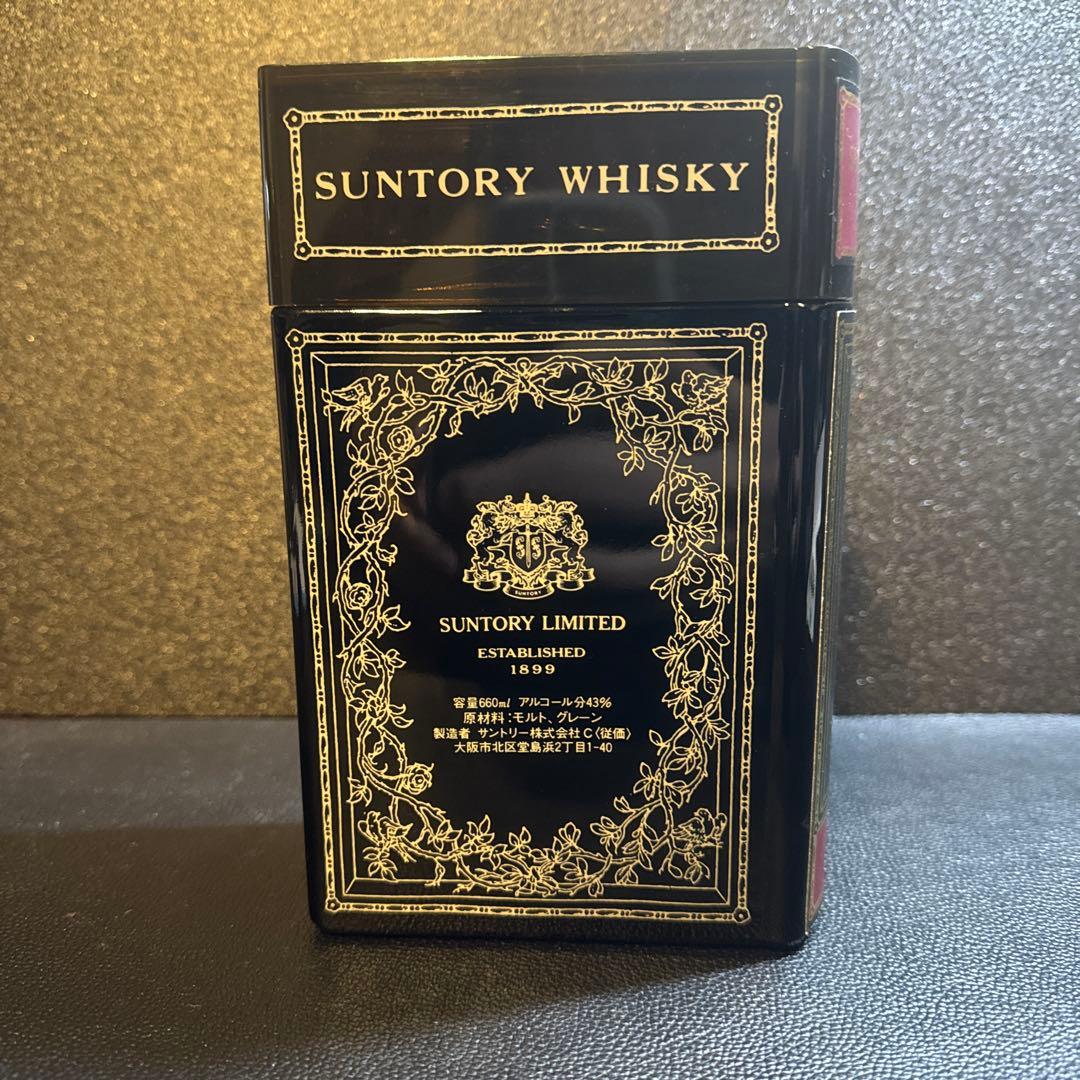 SUNTORY WHISKY
SUNTORY
SUNTORY LIMITED
ESTABLISHED
1899
容量660ml アルコール分43%
原材料:モルト、グレーン
製造者 サントリー株式会社C〈従価〉
大阪市北区堂島浜2丁目1-40